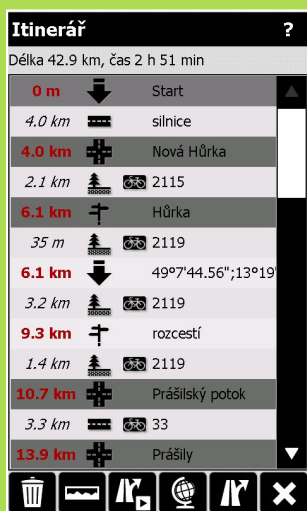 Itinerář ?
Délka 42.9 km, čas 2 h 51 min
0 m Start
4.0 km silnice
4.0 km Nová Hůrka
2.1 km 2115
6.1 km Hůrka
35 m 2119
6.1 km 49°7'44.56";13°19'
3.2 km 2119
9.3 km rozcestí
1.4 km 2119
10.7 km Prášilský potok
3.3 km 33
13.9 km Prášily